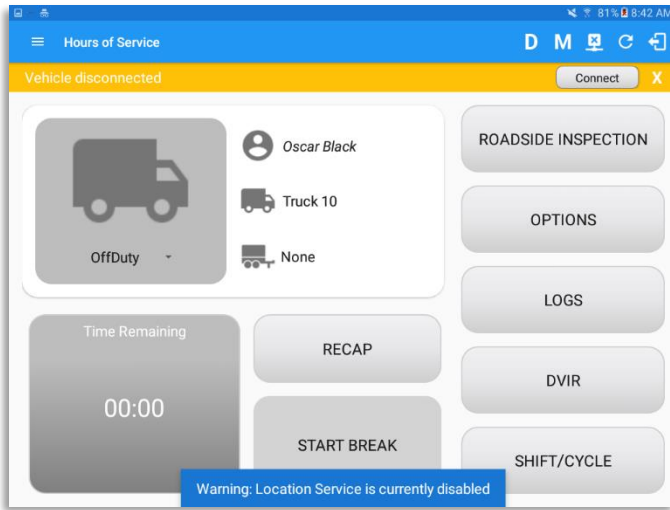 81% 8:42 AM
Hours of Service
D M
Vehicle disconnected
Connect X
Oscar Black
Truck 10
OffDuty
None
ROADSIDE INSPECTION
OPTIONS
LOGS
DVIR
SHIFT/CYCLE
Time Remaining
00:00
RECAP
START BREAK
Warning: Location Service is currently disabled